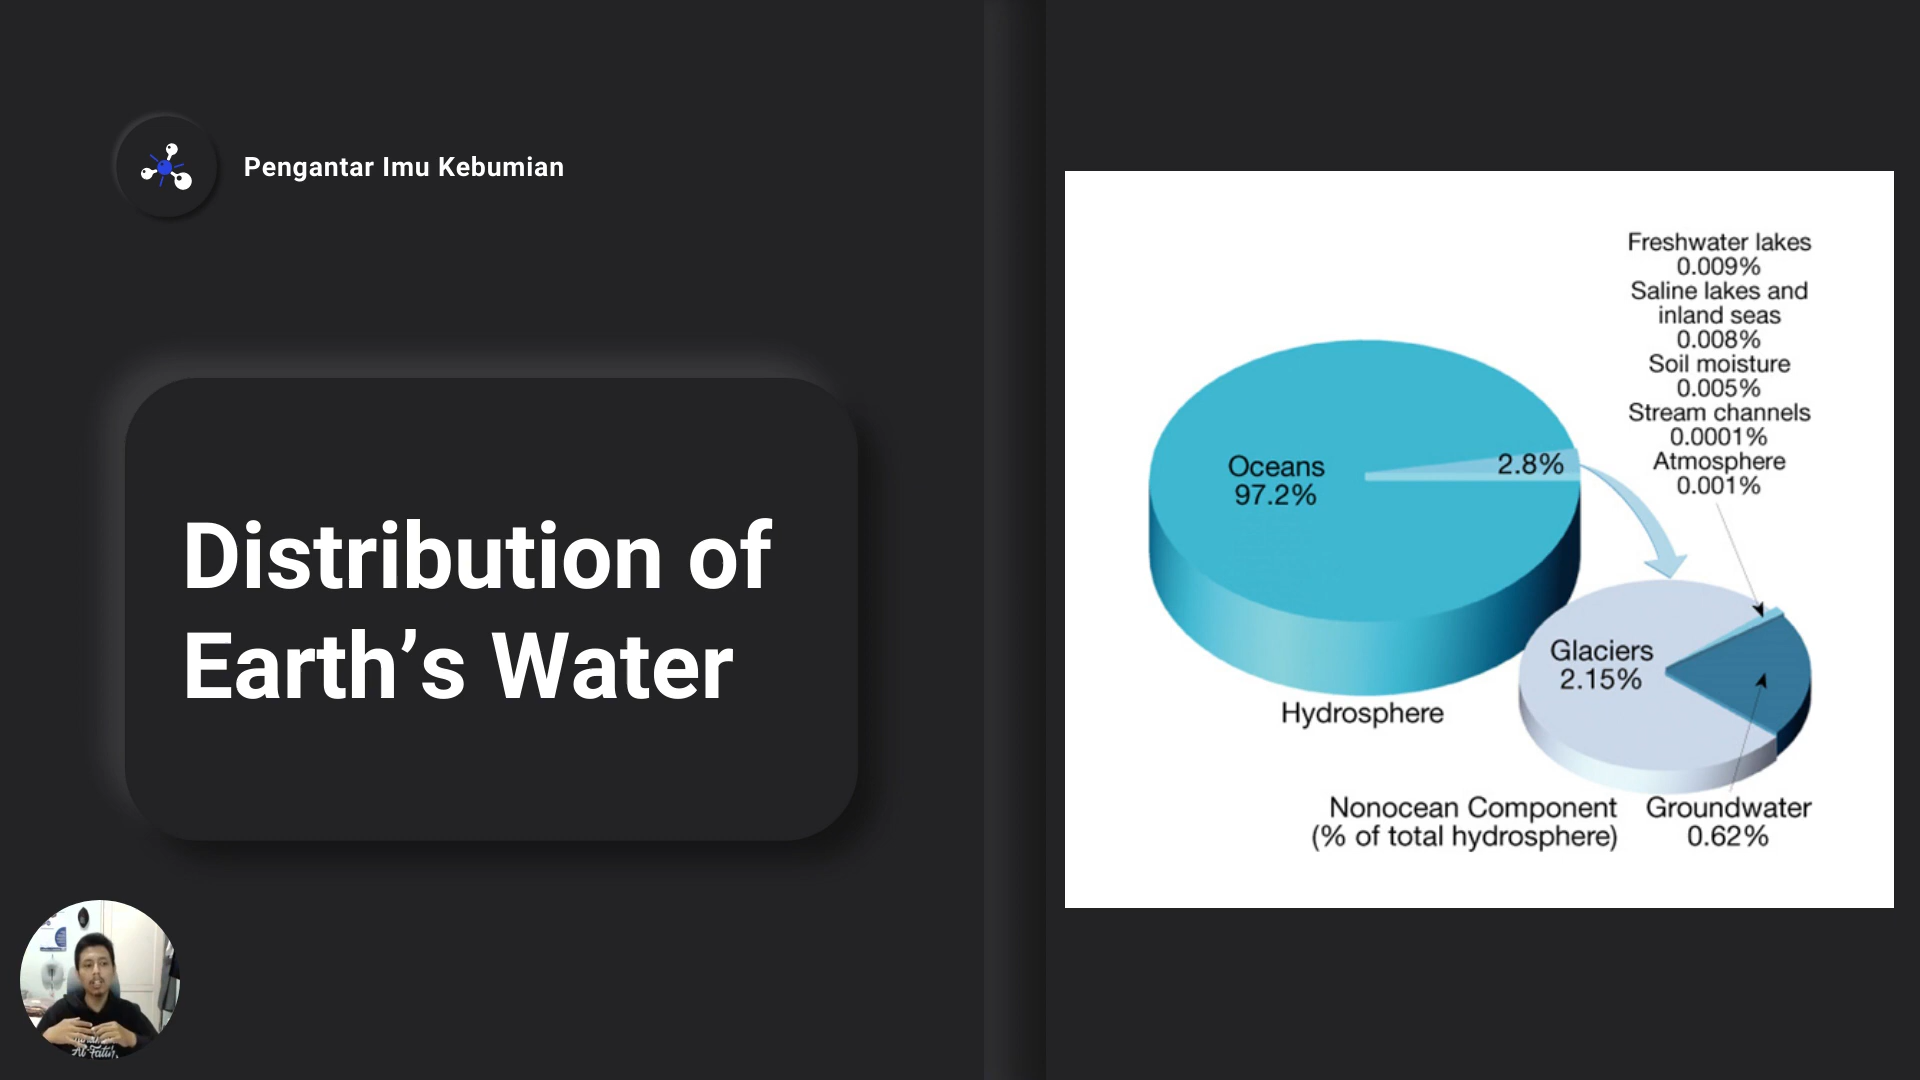 Pengantar Imu Kebumian
Distribution of
Earth’s Water
Freshwater lakes
0.009%
Saline lakes and
inland seas
0.008%
Soil moisture
0.005%
Stream channels
0.0001%
Atmosphere
0.001%
Oceans
97.2%
2.8%
Glaciers
2.15%
Hydrosphere
Nonocean Component
(% of total hydrosphere)
Groundwater
0.62%
Al-Fatih